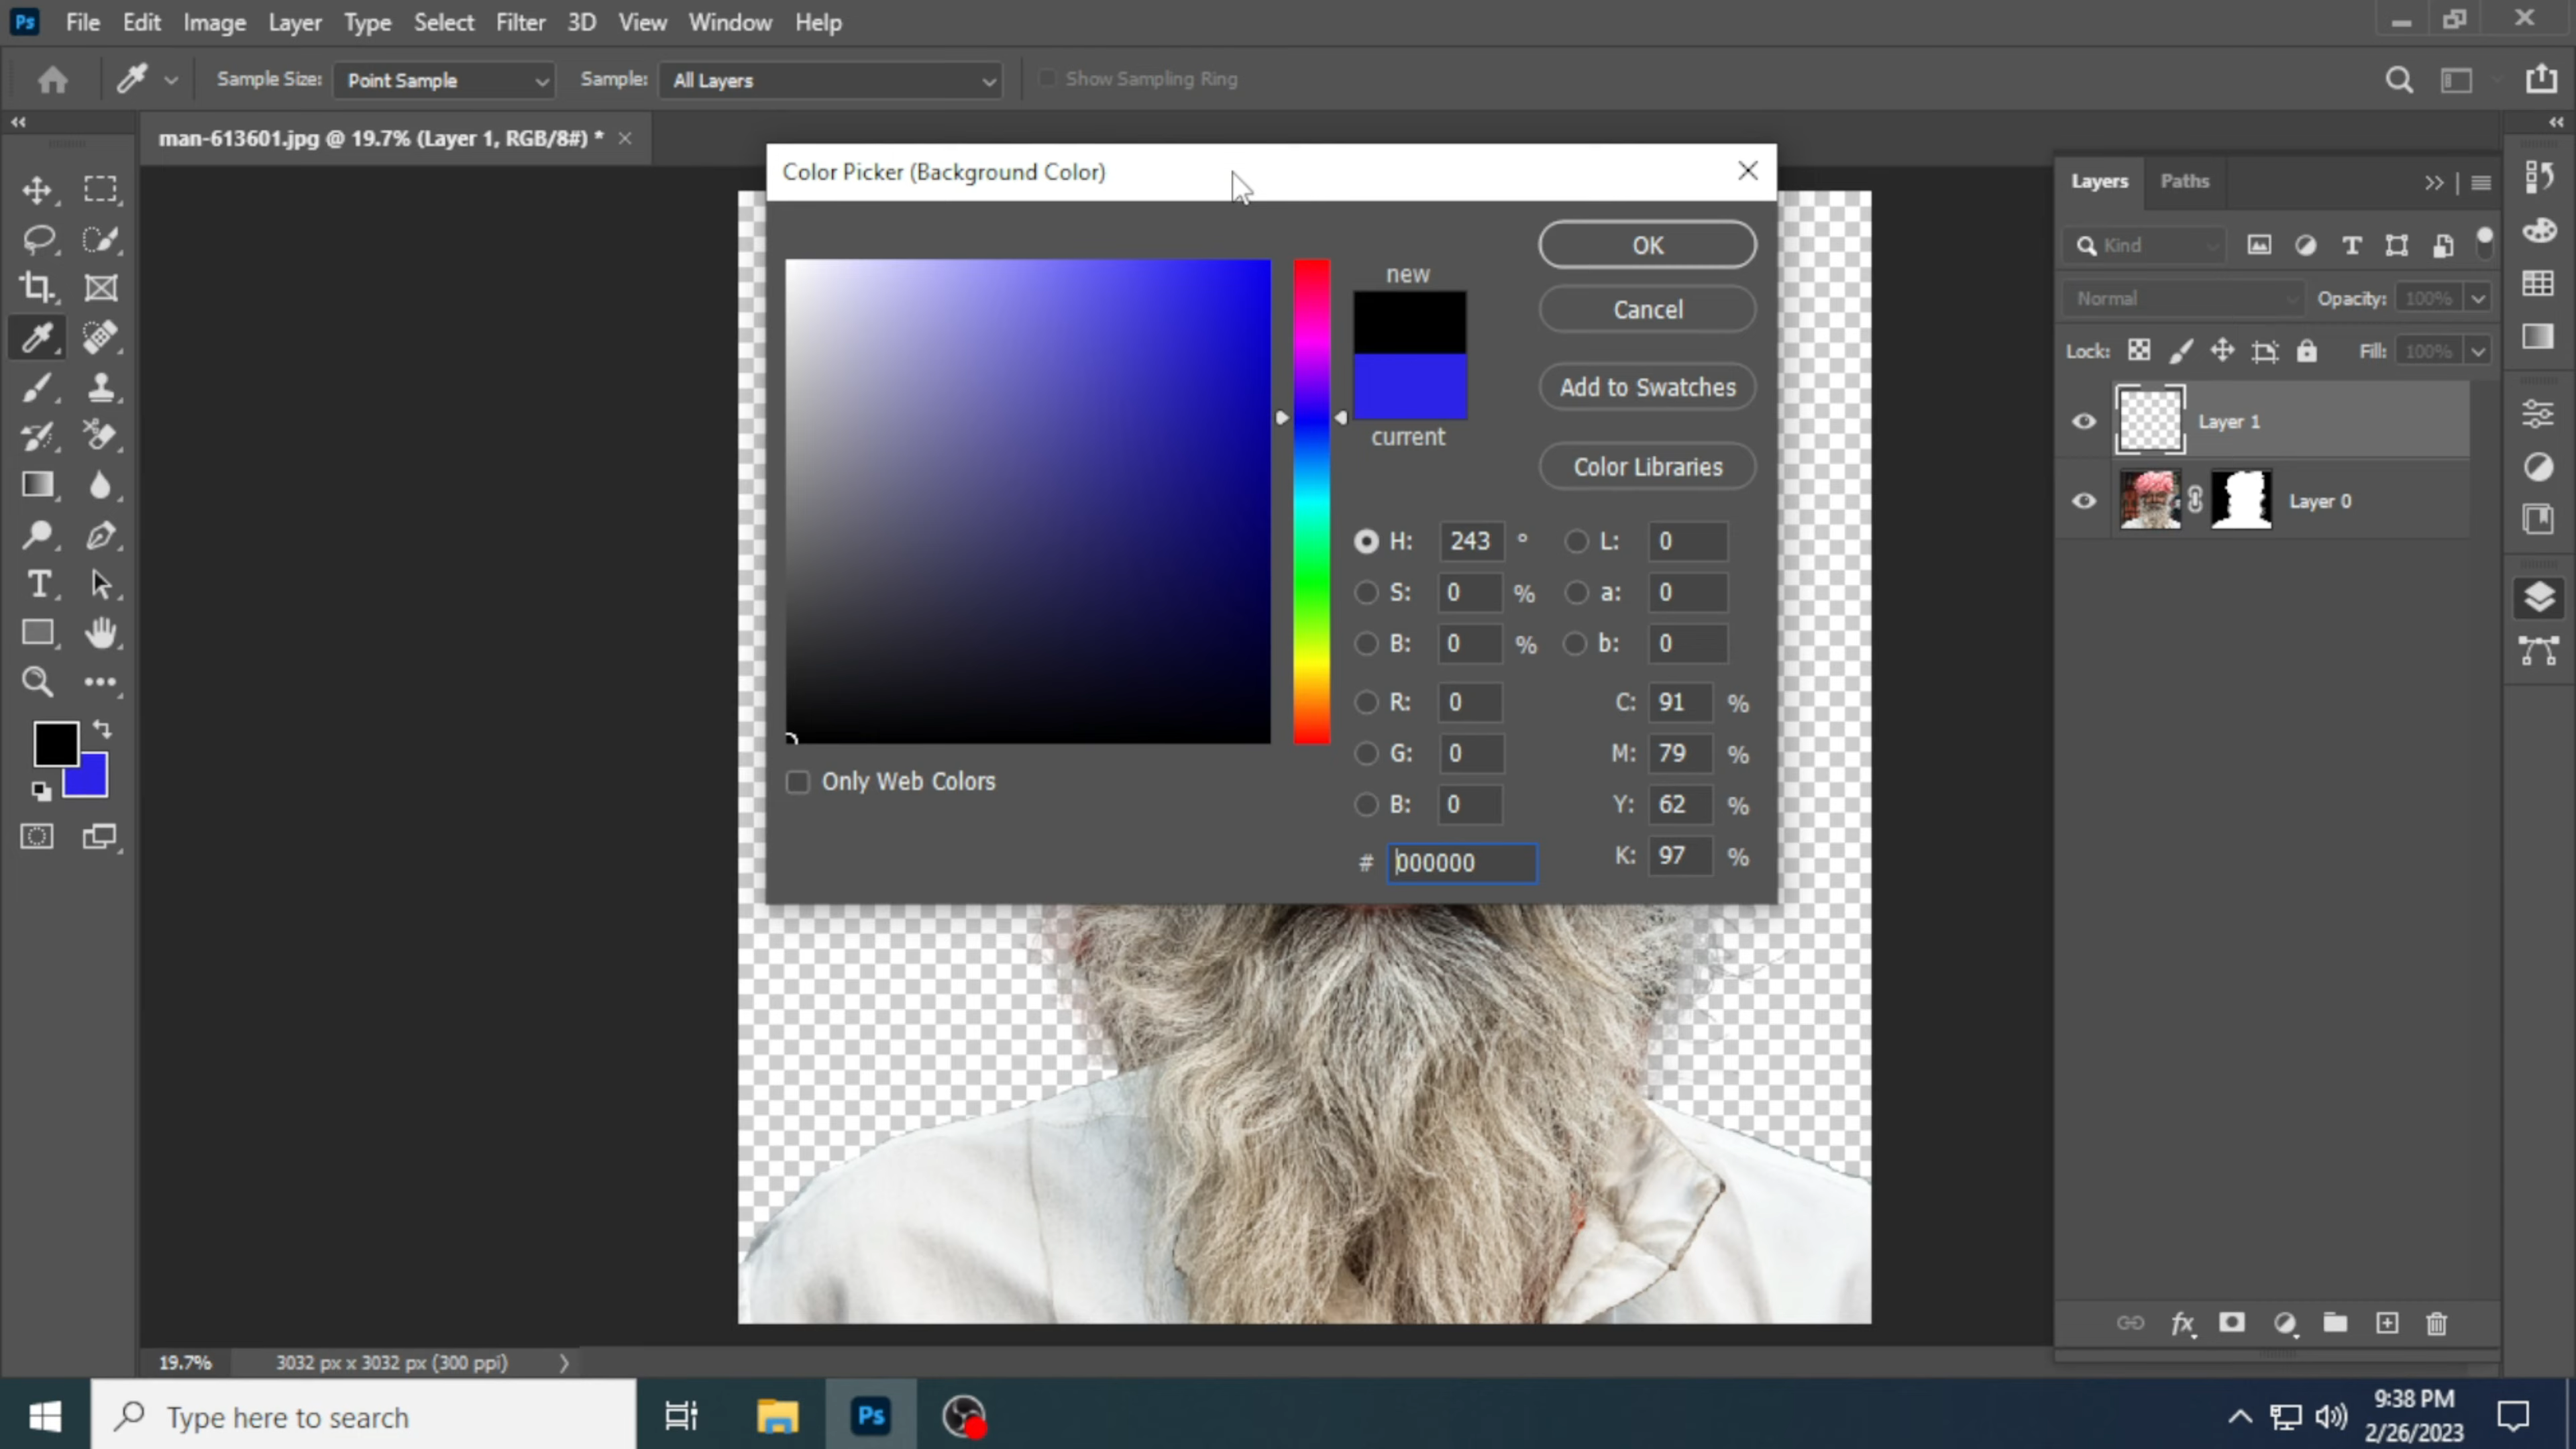 Ps File Edit Image Layer Type Select Filter 3D View Window Help
Sample Size: Point Sample Sample: All Layers Show Sampling Ring
man-613601.jpg @ 19.7% (Layer 1, RGB/8#) * ×
Color Picker (Background Color)
new
current
OK
Cancel
Add to Swatches
Color Libraries
H: 243 ° L: 0
S: 0 % a: 0
B: 0 % b: 0
R: 0 C: 91 %
G: 0 M: 79 %
B: 0 Y: 62 %
# 000000 K: 97 %
Only Web Colors
Layers Paths
Kind
Normal Opacity: 100%
Lock: Fill: 100%
Layer 1
Layer 0
fx
19.7% 3032 px x 3032 px (300 ppi)
Type here to search
Ps
9:38 PM
2/26/2023